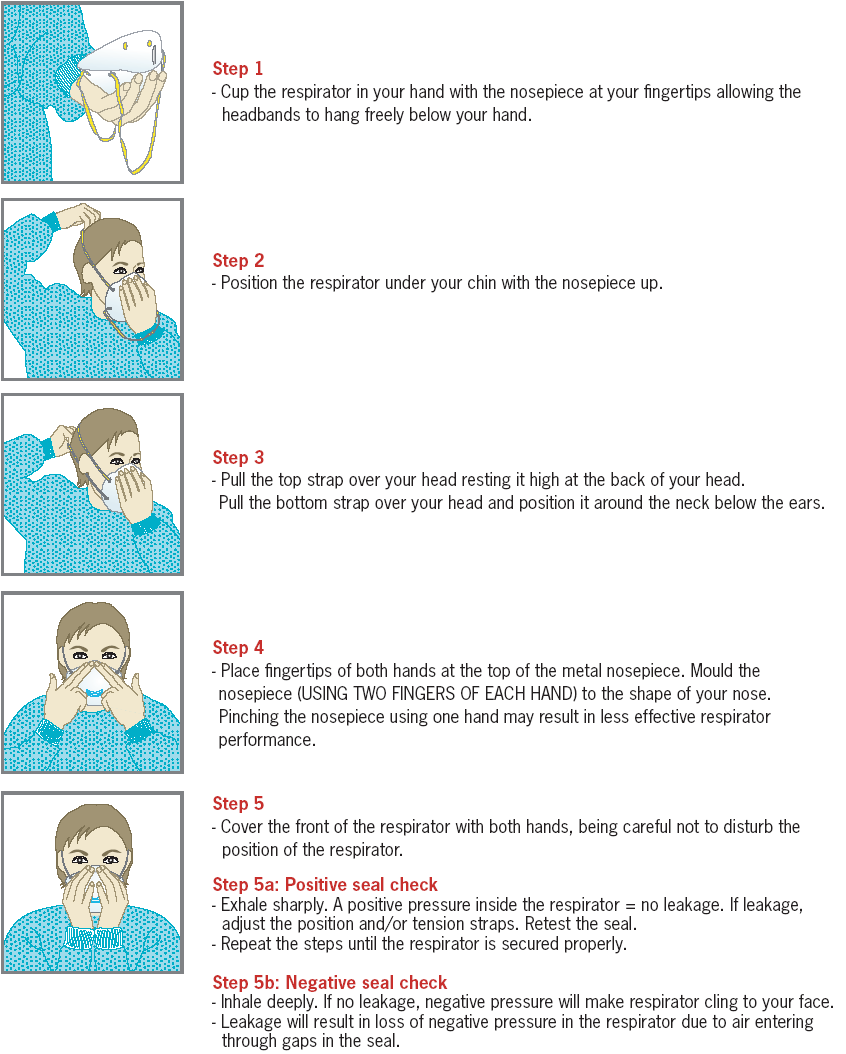 Step 1
- Cup the respirator in your hand with the nosepiece at your fingertips allowing the
headbands to hang freely below your hand.
Step 2
- Position the respirator under your chin with the nosepiece up.
Step 3
- Pull the top strap over your head resting it high at the back of your head.
Pull the bottom strap over your head and position it around the neck below the ears.
Step 4
- Place fingertips of both hands at the top of the metal nosepiece. Mould the
nosepiece (USING TWO FINGERS OF EACH HAND) to the shape of your nose.
Pinching the nosepiece using one hand may result in less effective respirator
performance.
Step 5
- Cover the front of the respirator with both hands, being careful not to disturb the
position of the respirator.
Step 5a: Positive seal check
- Exhale sharply. A positive pressure inside the respirator = no leakage. If leakage,
adjust the position and/or tension straps. Retest the seal.
- Repeat the steps until the respirator is secured properly.
Step 5b: Negative seal check
- Inhale deeply. If no leakage, negative pressure will make respirator cling to your face.
- Leakage will result in loss of negative pressure in the respirator due to air entering
through gaps in the seal.